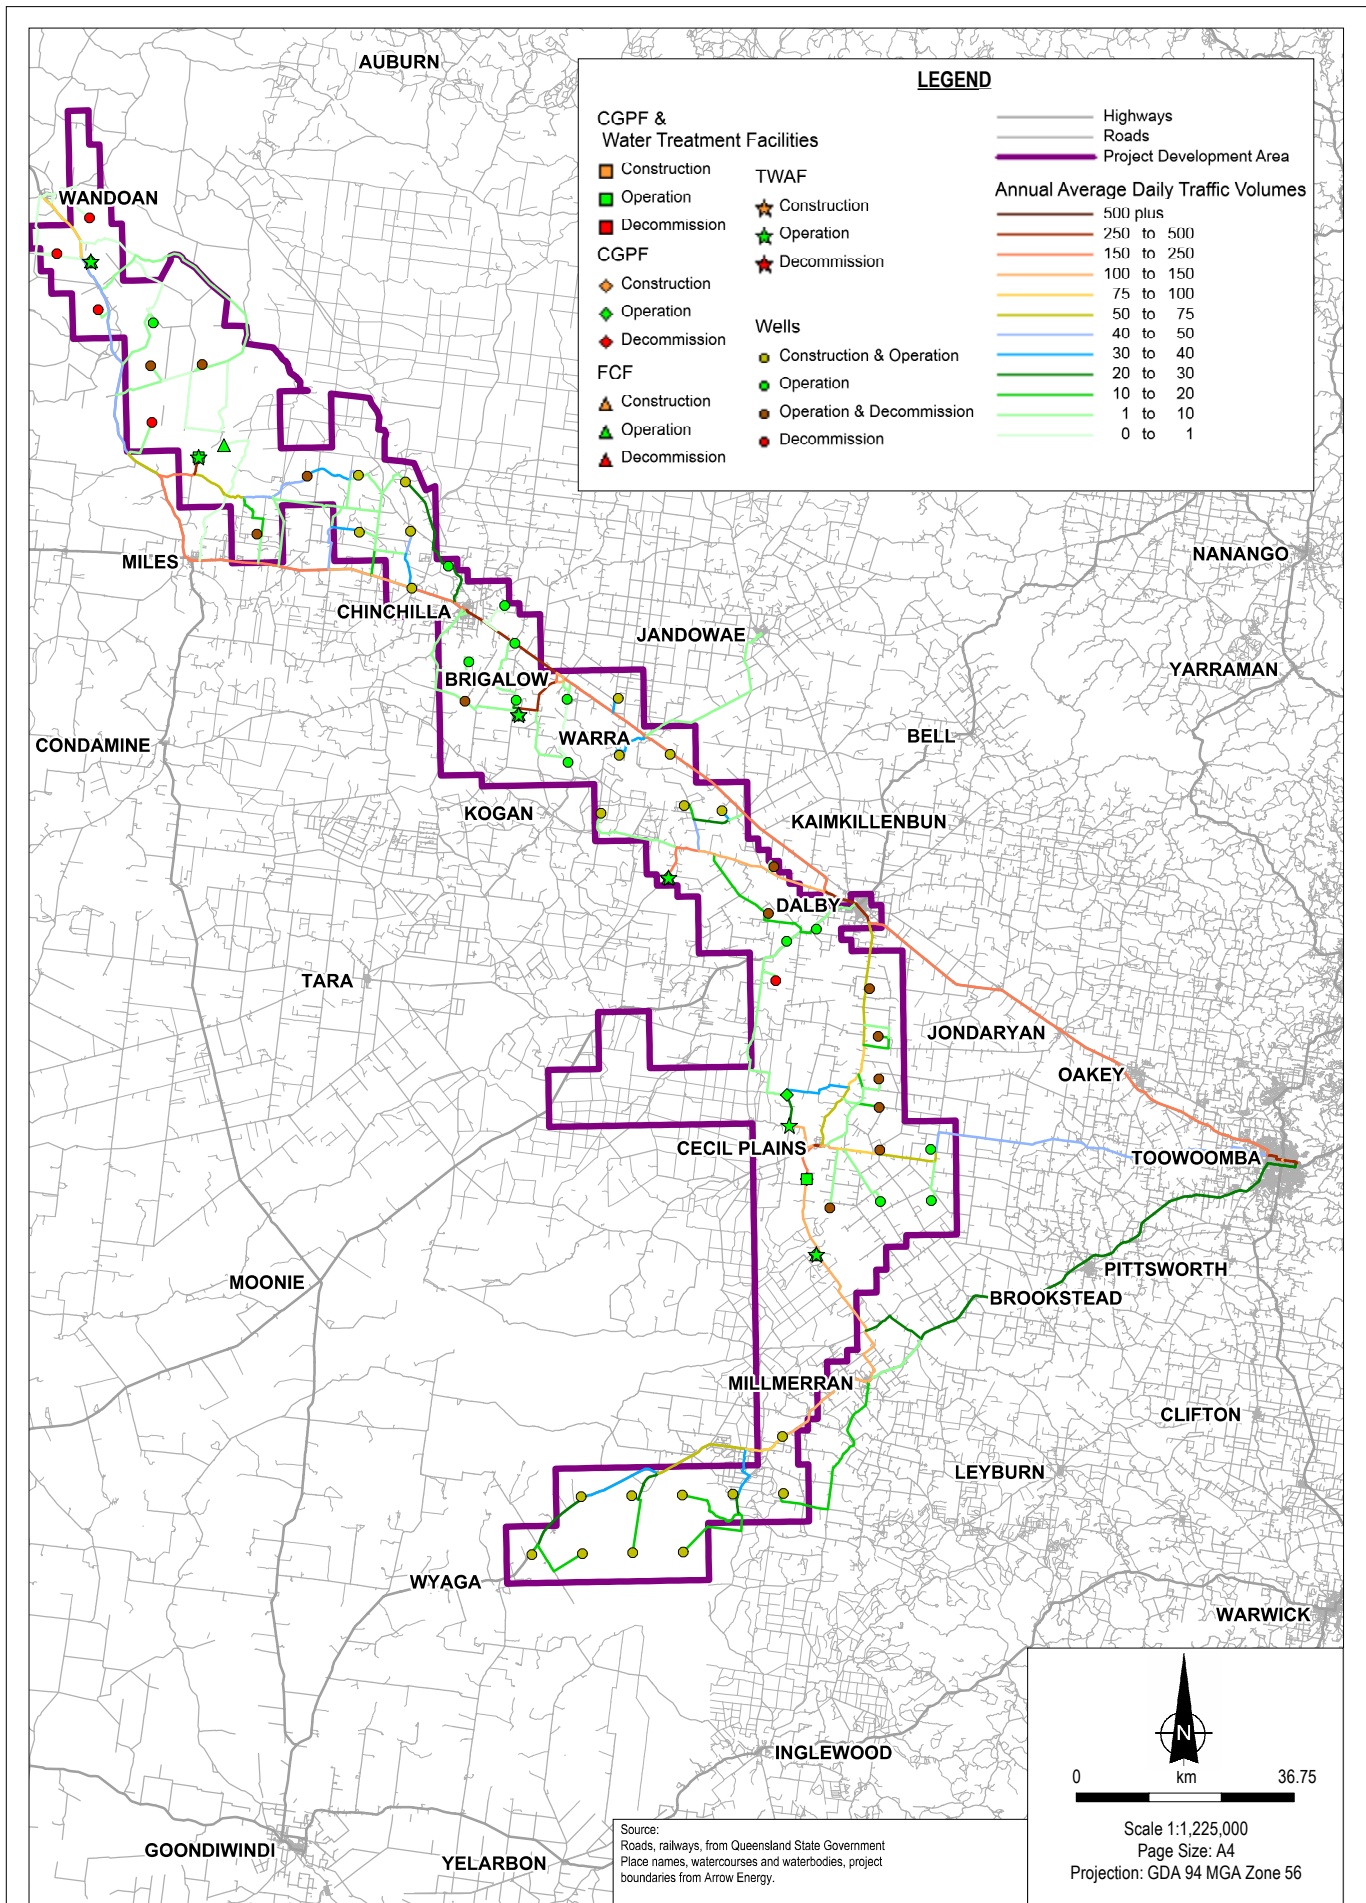 AUBURN
LEGEND
CGPF &
Water Treatment Facilities
Construction
Operation
Decommission
CGPF
Construction
Operation
Decommission
FCF
Construction
Operation
Decommission
TWAF
Construction
Operation
Decommission
Wells
Construction & Operation
Operation
Operation & Decommission
Decommission
Highways
Roads
Project Development Area
Annual Average Daily Traffic Volumes
500 plus
250 to 500
150 to 250
100 to 150
75 to 100
50 to 75
40 to 50
30 to 40
20 to 30
10 to 20
1 to 10
0 to 1
WANDOAN
NANANGO
MILES
CHINCHILLA
JANDOWAE
YARRAMAN
BRIGALOW
CONDAMINE
WARRA
BELL
KOGAN
KAIMKILLENBUN
DALBY
TARA
JONDARYAN
OAKEY
CECIL PLAINS
TOOWOOMBA
MOONIE
PITTSWORTH
BROOKSTEAD
MILLMERRAN
CLIFTON
LEYBURN
WYAGA
WARWICK
INGLEWOOD
GOONDIWINDI
YELARBON
N
0 km 36.75
Scale 1:1,225,000
Page Size: A4
Projection: GDA 94 MGA Zone 56
Source:
Roads, railways, from Queensland State Government
Place names, watercourses and waterbodies, project
boundaries from Arrow Energy.